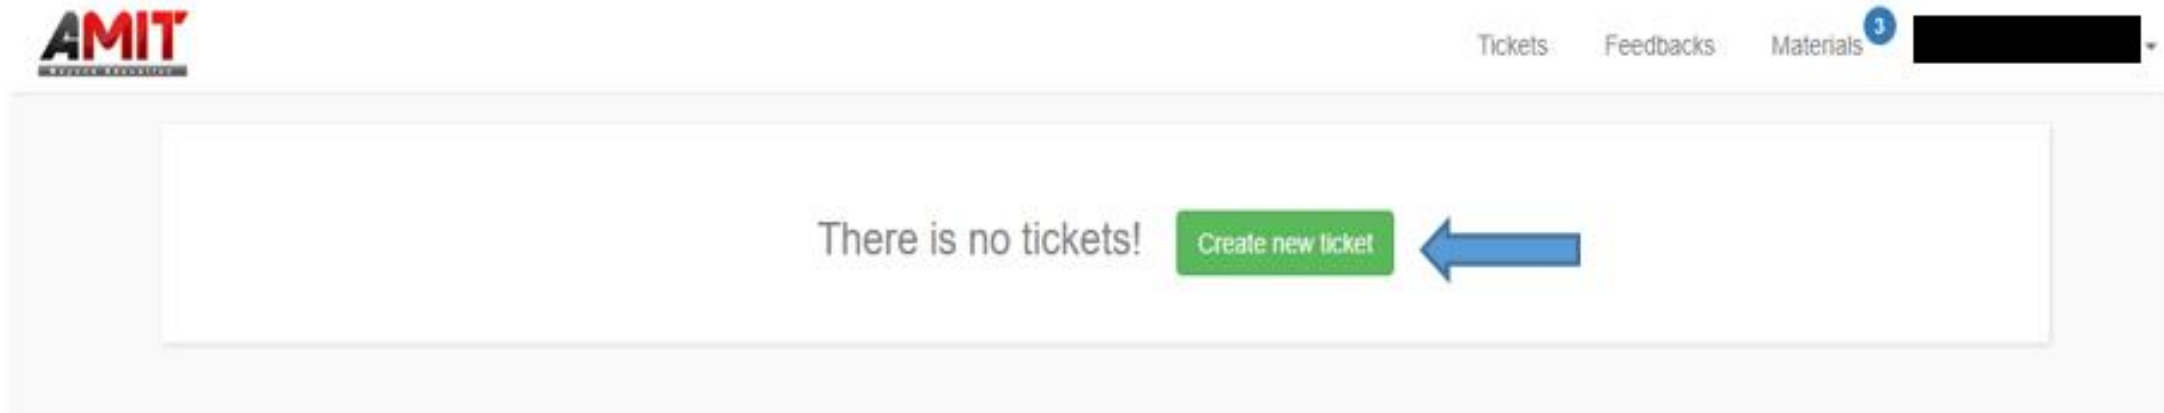 AMIT
Tickets Feedbacks Materials 3
There is no tickets! Create new ticket